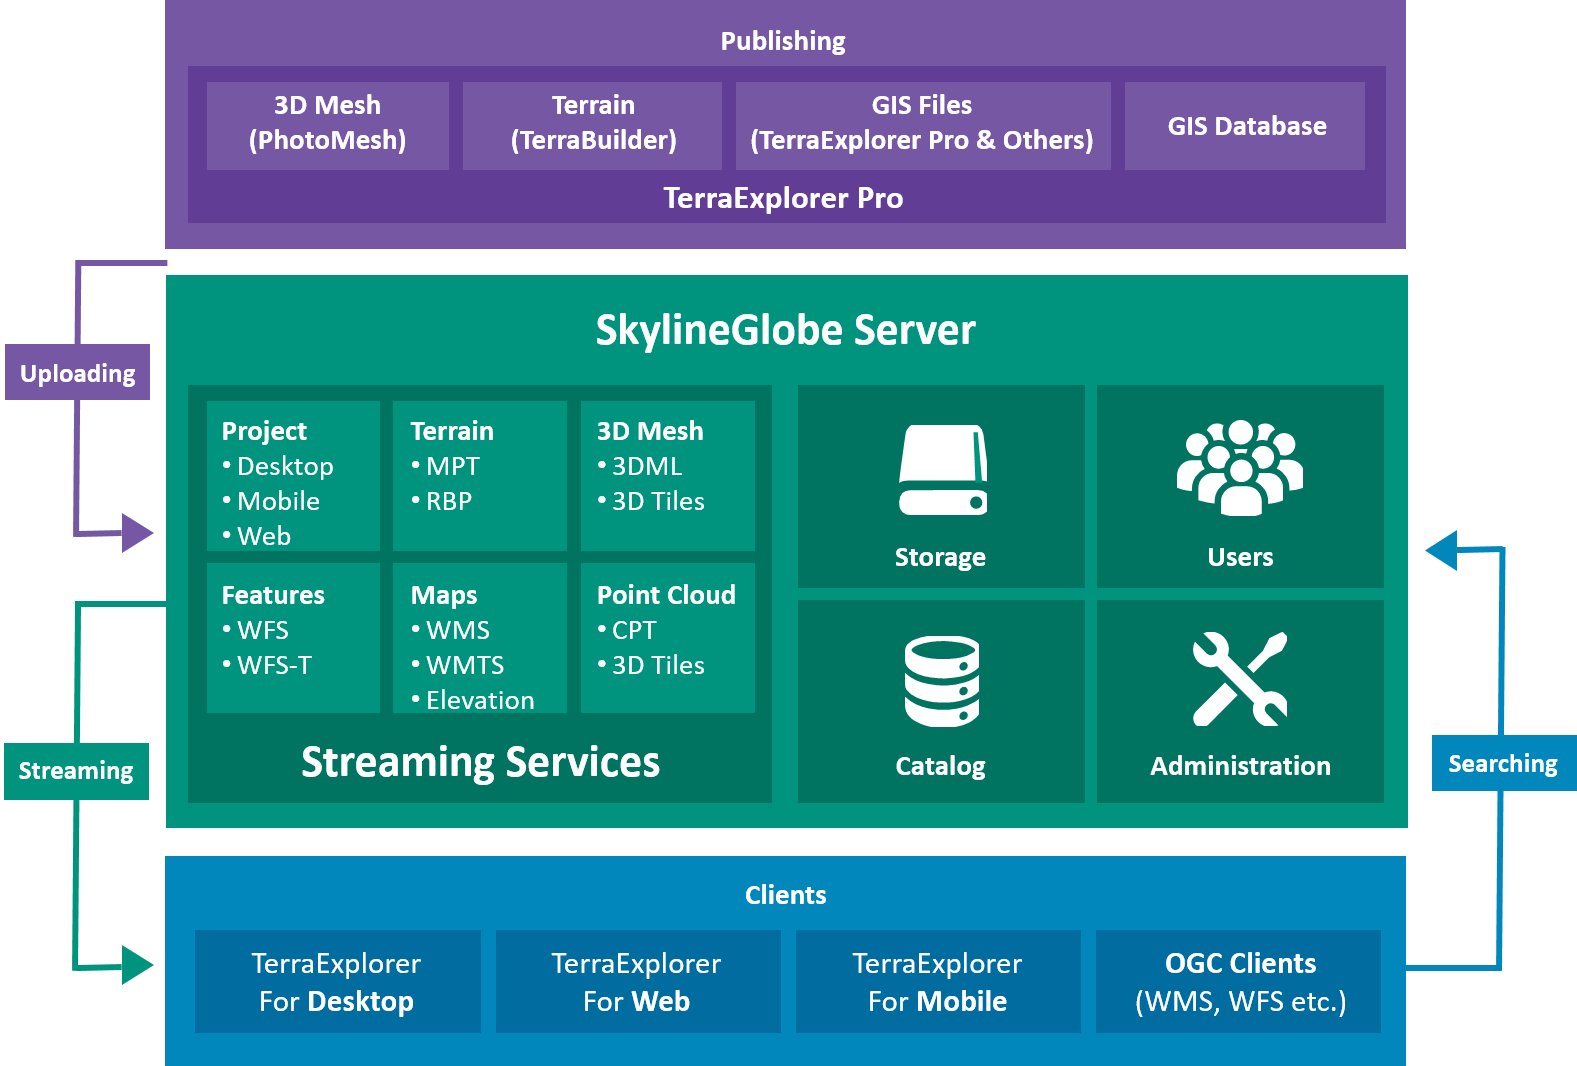 Publishing
3D Mesh
(PhotoMesh)
Terrain
(TerraBuilder)
GIS Files
(TerraExplorer Pro & Others)
GIS Database
TerraExplorer Pro
Uploading
SkylineGlobe Server
Project
• Desktop
• Mobile
• Web
Terrain
• MPT
• RBP
3D Mesh
• 3DML
• 3D Tiles
Features
• WFS
• WFS-T
Maps
• WMS
• WMTS
• Elevation
Point Cloud
• CPT
• 3D Tiles
Streaming Services
Storage
Users
Catalog
Administration
Streaming
Searching
Clients
TerraExplorer
For Desktop
TerraExplorer
For Web
TerraExplorer
For Mobile
OGC Clients
(WMS, WFS etc.)